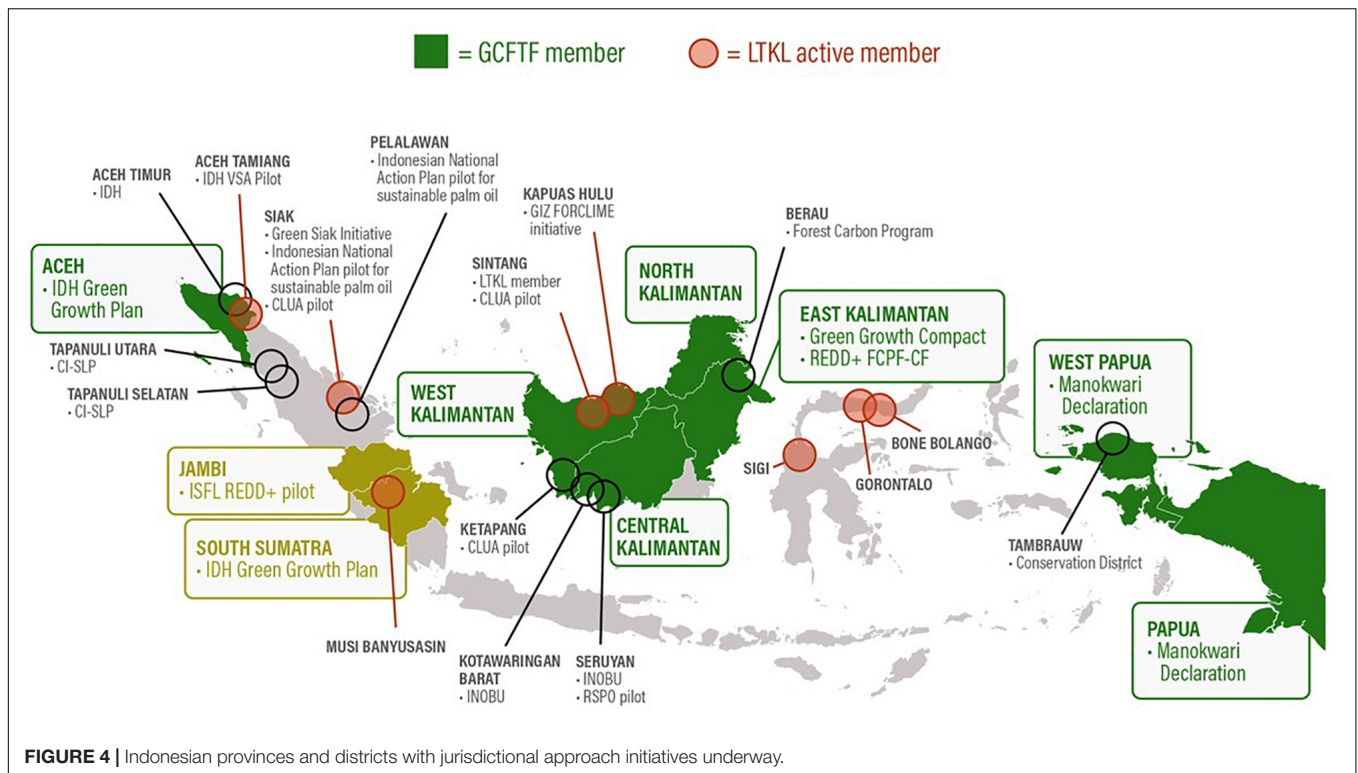 = GCFTF member
= LTKL active member
PELALAWAN
· Indonesian National
Action Plan pilot for
sustainable palm oil
ACEH TAMIANG
· IDH VSA Pilot
ACEH TIMUR
· IDH
SIAK
· Green Siak Initiative
· Indonesian National
Action Plan pilot for
sustainable palm oil
· CLUA pilot
KAPUAS HULU
· GIZ FORCLIME
initiative
BERAU
· Forest Carbon Program
SINTANG
· LTKL member
· CLUA pilot
ACEH
· IDH Green
Growth Plan
NORTH
KALIMANTAN
EAST KALIMANTAN
· Green Growth Compact
· REDD+ FCPF-CF
TAPANULI UTARA
· CI-SLP
TAPANULI SELATAN
· CI-SLP
WEST
KALIMANTAN
WEST PAPUA
· Manokwari
Declaration
BONE BOLANGO
SIGI
GORONTALO
JAMBI
· ISFL REDD+ pilot
SOUTH SUMATRA
· IDH Green Growth Plan
KETAPANG
· CLUA pilot
CENTRAL
KALIMANTAN
TAMBRAUW
· Conservation District
MUSI BANYUSASIN
KOTAWARINGAN
BARAT
· INOBU
SERUYAN
· INOBU
· RSPO pilot
PAPUA
· Manokwari
Declaration
FIGURE 4 | Indonesian provinces and districts with jurisdictional approach initiatives underway.